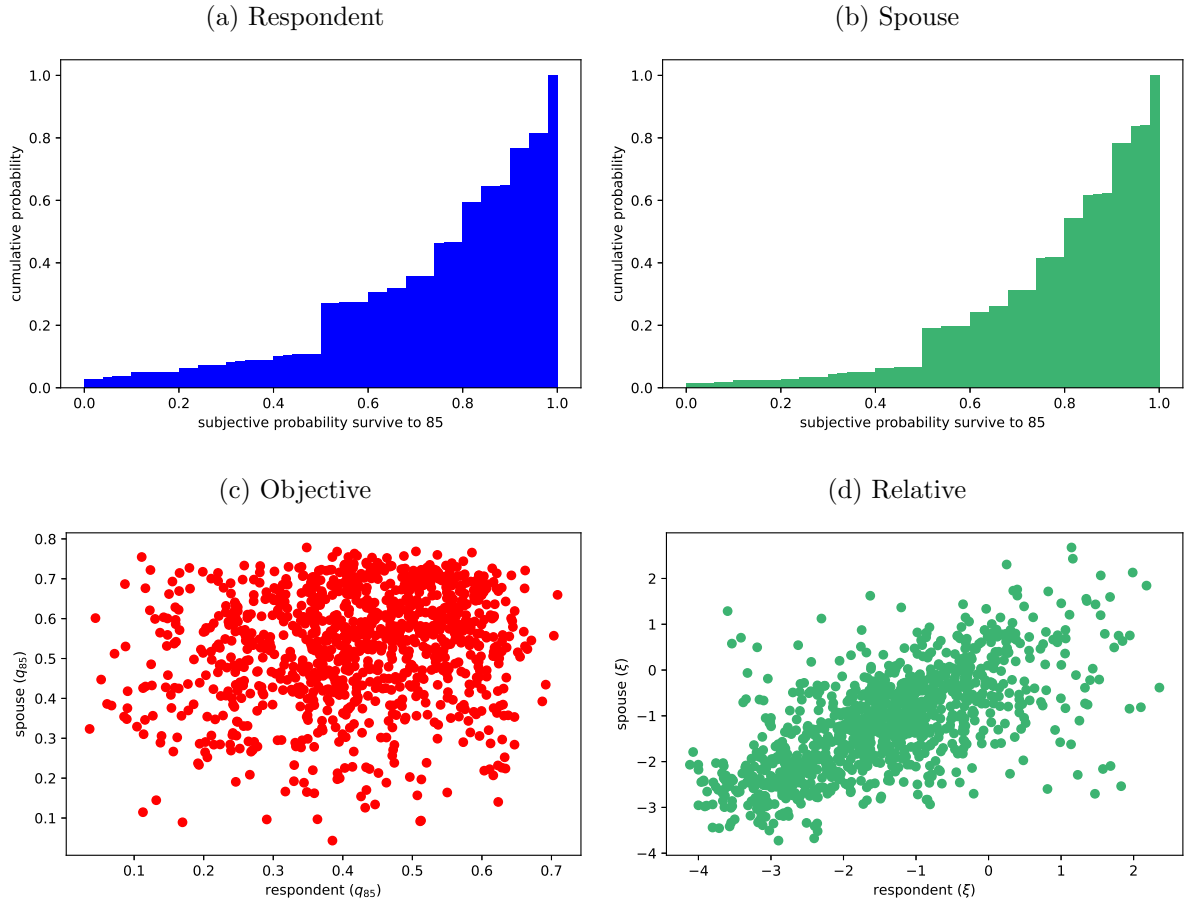 (a) Respondent
(b) Spouse
1.0
0.8
0.6
0.4
0.2
0.0
cumulative probability
0.0 0.2 0.4 0.6 0.8 1.0
subjective probability survive to 85
1.0
0.8
0.6
0.4
0.2
0.0
cumulative probability
0.0 0.2 0.4 0.6 0.8 1.0
subjective probability survive to 85
(c) Objective
(d) Relative
0.8
0.7
0.6
0.5
0.4
0.3
0.2
0.1
spouse (q85)
0.1 0.2 0.3 0.4 0.5 0.6 0.7
respondent (q85)
2
1
0
−1
−2
−3
−4
spouse (ξ)
−4 −3 −2 −1 0 1 2
respondent (ξ)